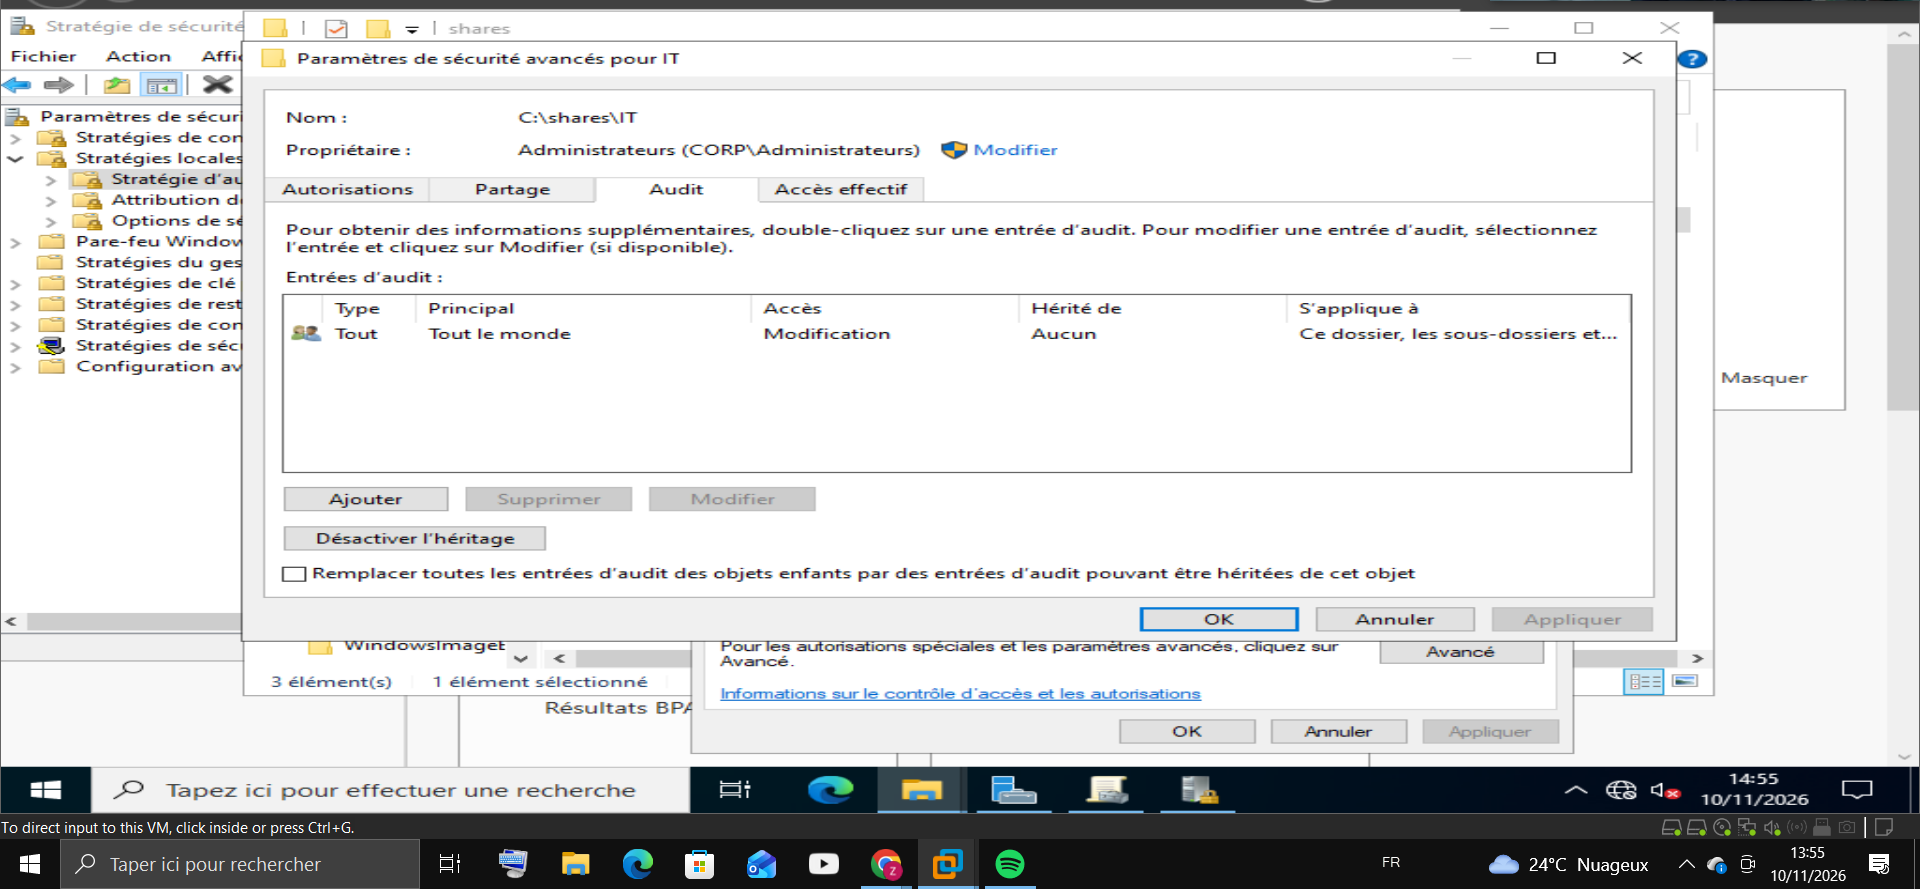 Stratégie de sécurité
shares
Fichier Action Affi
Paramètres de sécurité avancés pour IT
Nom : C:\shares\IT
Propriétaire : Administrateurs (CORP\Administrateurs) Modifier
Autorisations Partage Audit Accès effectif
Pour obtenir des informations supplémentaires, double-cliquez sur une entrée d'audit. Pour modifier une entrée d'audit, sélectionnez
l'entrée et cliquez sur Modifier (si disponible).
Entrées d'audit :
Type Principal Accès Hérité de S'applique à
Tout Tout le monde Modification Aucun Ce dossier, les sous-dossiers et...
Ajouter Supprimer Modifier
Désactiver l'héritage
Remplacer toutes les entrées d'audit des objets enfants par des entrées d'audit pouvant être héritées de cet objet
OK Annuler Appliquer
Paramètres de sécuri
Stratégies de con
Stratégies locales
Stratégie d'au
Attribution de
Options de sé
Pare-feu Window
Stratégies du ges
Stratégies de clé
Stratégies de rest
Stratégies de con
Stratégies de sécu
Configuration av
?
Masquer
WindowsImageB
Pour les autorisations spéciales et les paramètres avancés, cliquez sur
Avancé.
Avancé
3 élément(s) 1 élément sélectionné
Informations sur le contrôle d'accès et les autorisations
Résultats BPA
OK Annuler Appliquer
Tapez ici pour effectuer une recherche
14:55
10/11/2026
To direct input to this VM, click inside or press Ctrl+G.
Taper ici pour rechercher
FR
24°C Nuageux
13:55
10/11/2026